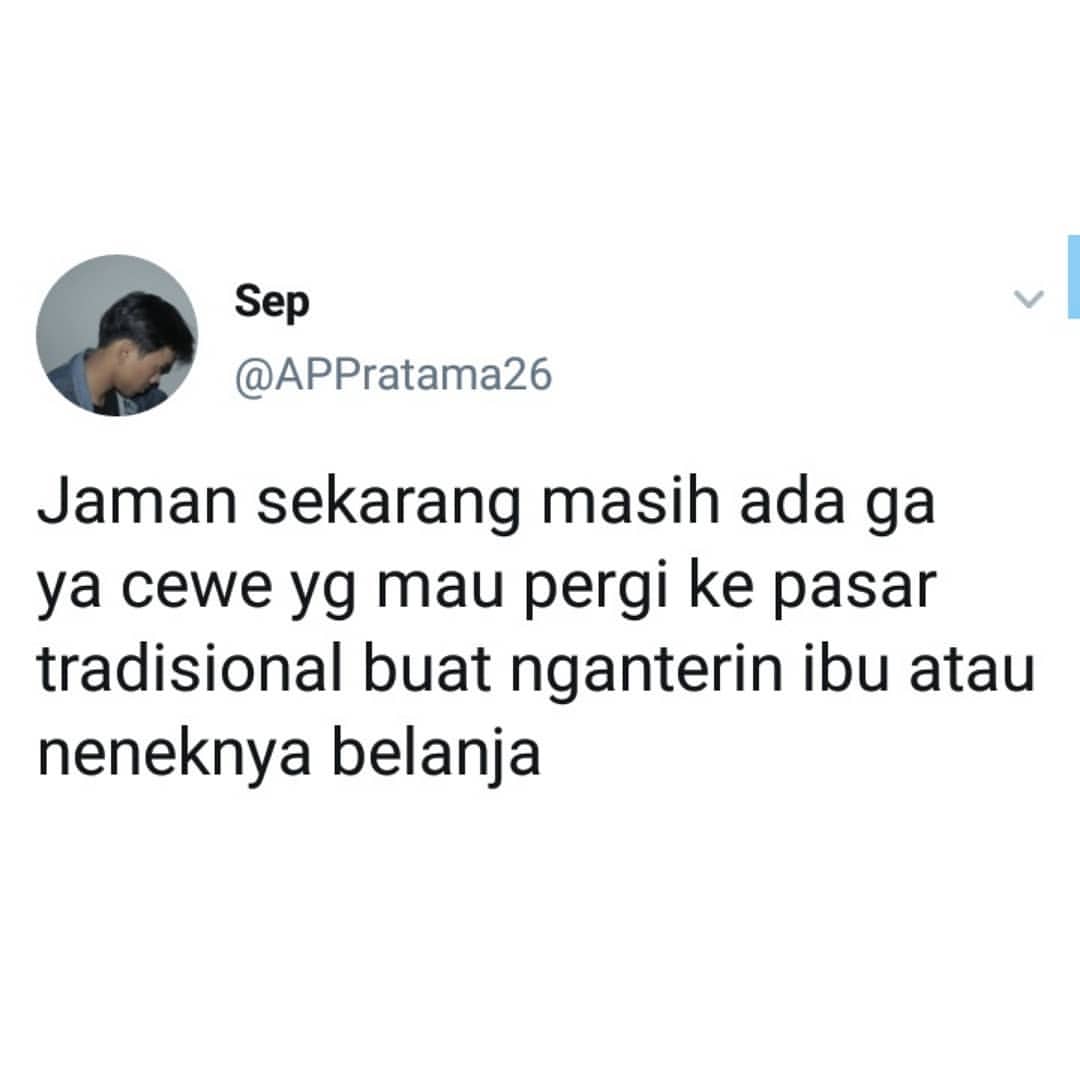 Sep
@APPratama26
Jaman sekarang masih ada ga
ya cewe yg mau pergi ke pasar
tradisional buat nganterin ibu atau
neneknya belanja